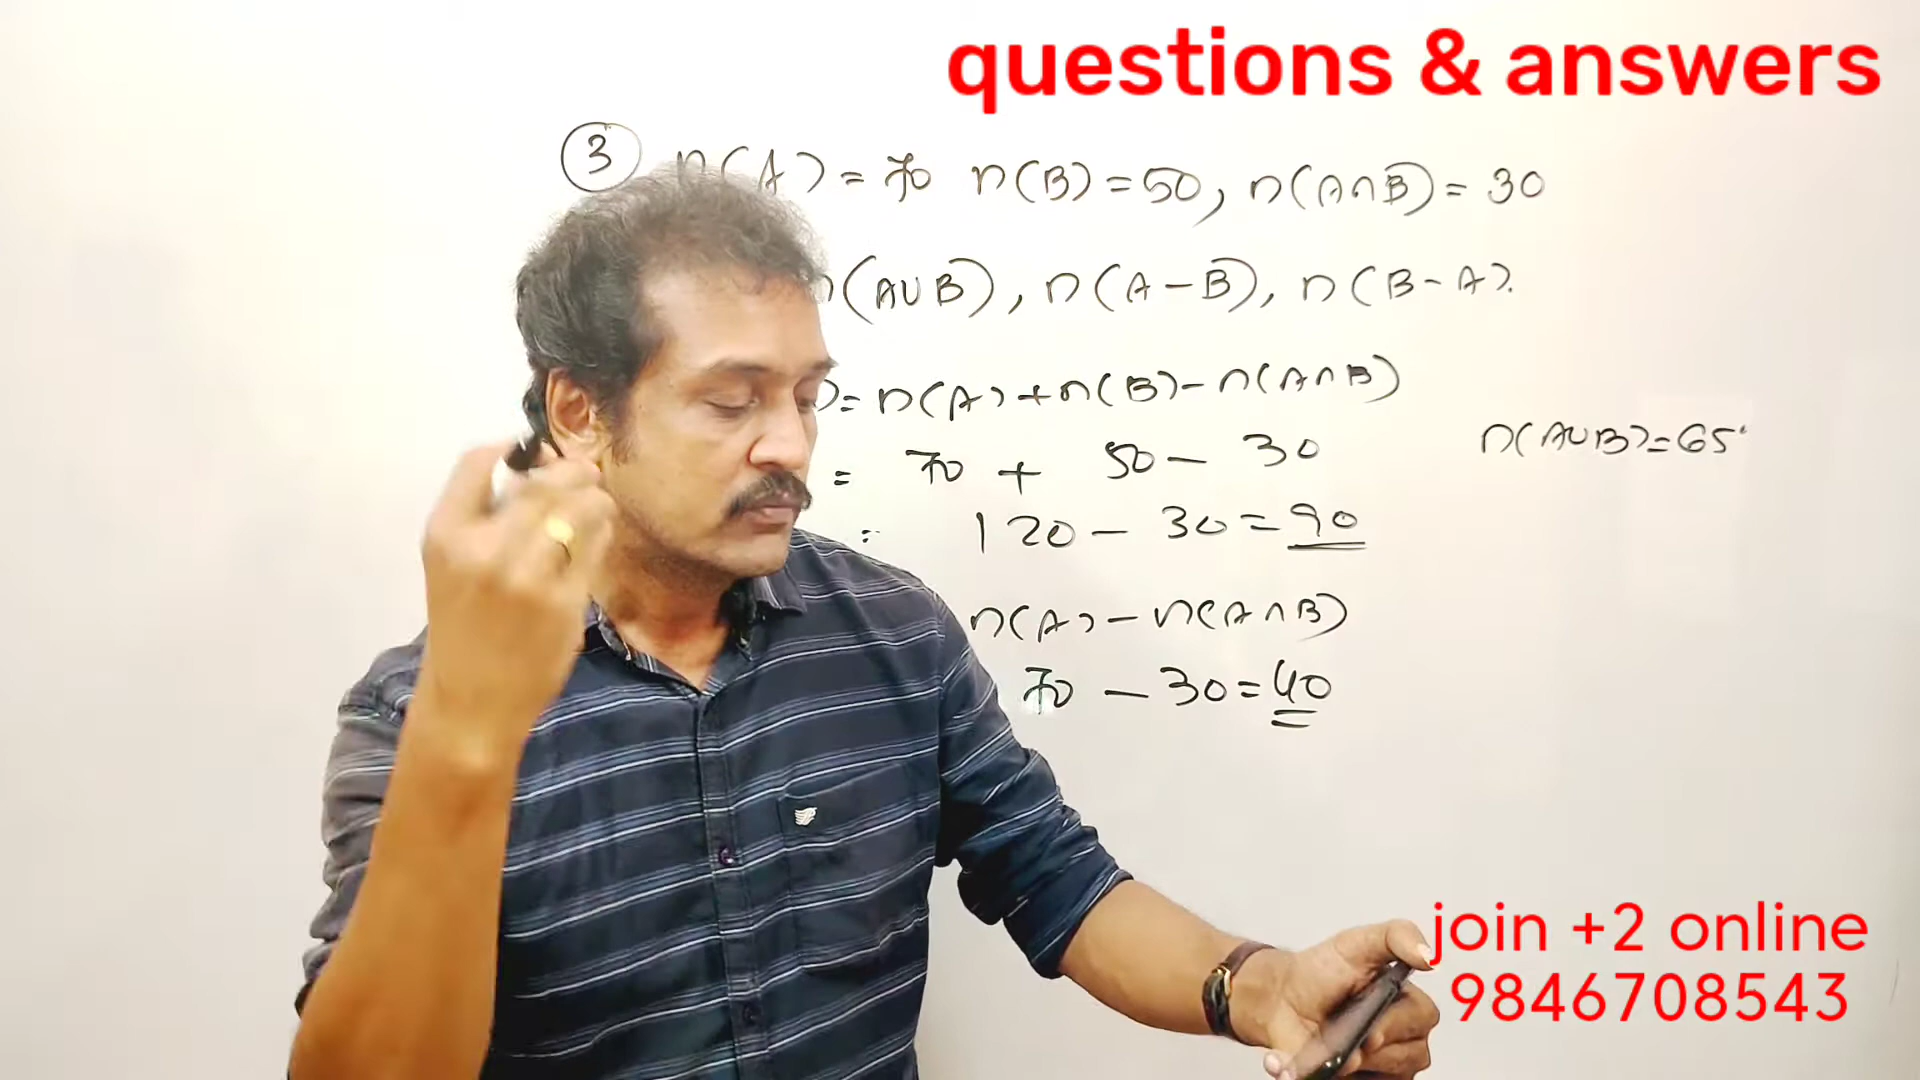 questions & answers
3 n(A) = 70 n(B) = 50, n(A∩B) = 30
n(A∪B), n(A-B), n(B-A).
) = n(A) + n(B) - n(A∩B)
= 70 + 50 - 30
= 120 - 30 = 90
n(A∪B) = 65
n(A) - n(A∩B)
70 - 30 = 40
join +2 online
9846708543